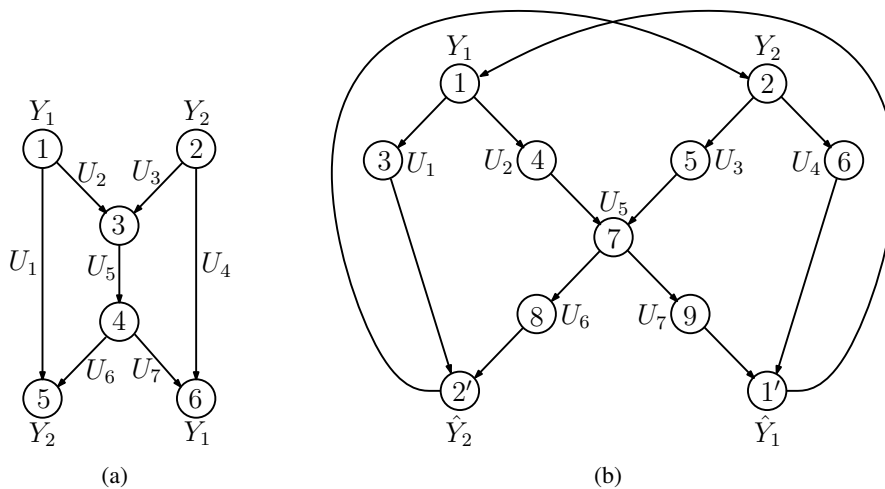 Y₁ Y₂
1 2
U₂ U₃
3
U₁ U₅ U₄
4
U₆ U₇
5 6
Y₂ Y₁
(a)
Y₁ Y₂
1 2
3 U₁ U₂ 4 5 U₃ U₄ 6
U₅
7
8 U₆ U₇ 9
2′ 1′
Ŷ₂ Ŷ₁
(b)